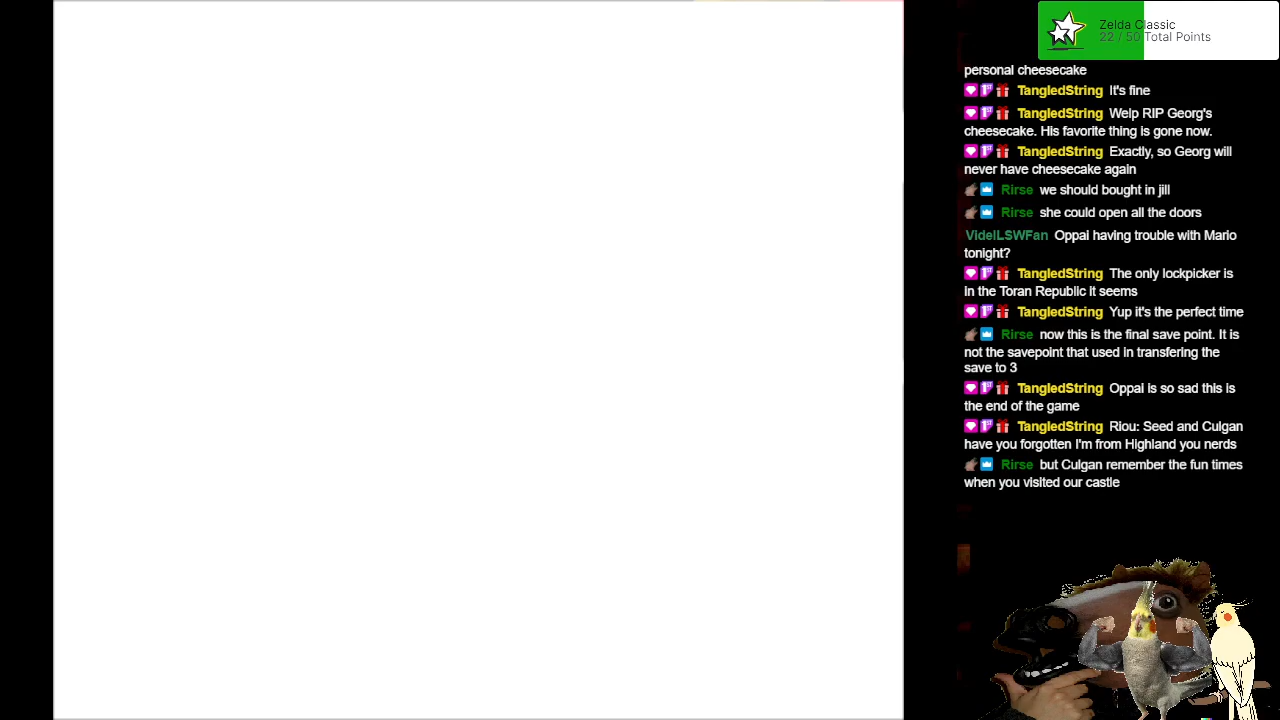 Zelda Classic
22 / 50 Total Points
personal cheesecake
TangledString It's fine
TangledString Welp RIP Georg's
cheesecake. His favorite thing is gone now.
TangledString Exactly, so Georg will
never have cheesecake again
Rirse we should bought in jill
Rirse she could open all the doors
VidelLSWFan Oppai having trouble with Mario
tonight?
TangledString The only lockpicker is
in the Toran Republic it seems
TangledString Yup it's the perfect time
Rirse now this is the final save point. It is
not the savepoint that used in transfering the
save to 3
TangledString Oppai is so sad this is
the end of the game
TangledString Riou: Seed and Culgan
have you forgotten I'm from Highland you nerds
Rirse but Culgan remember the fun times
when you visited our castle